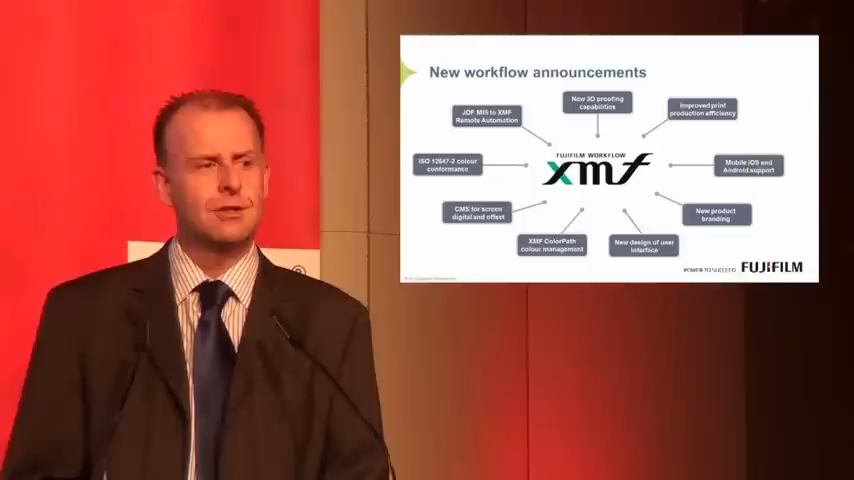 New workflow announcements
New 3D proofing
capabilities
JDF MIS to XMF
Remote Automation
Improved print
production efficiency
FUJIFILM WORKFLOW
xmf
ISO 12647-2 colour
conformance
Mobile iOS and
Android support
CMS for screen
digital and offset
New product
branding
XMF ColorPath
colour management
New design of user
interface
POWER TO SUCCEED
FUJIFILM
®